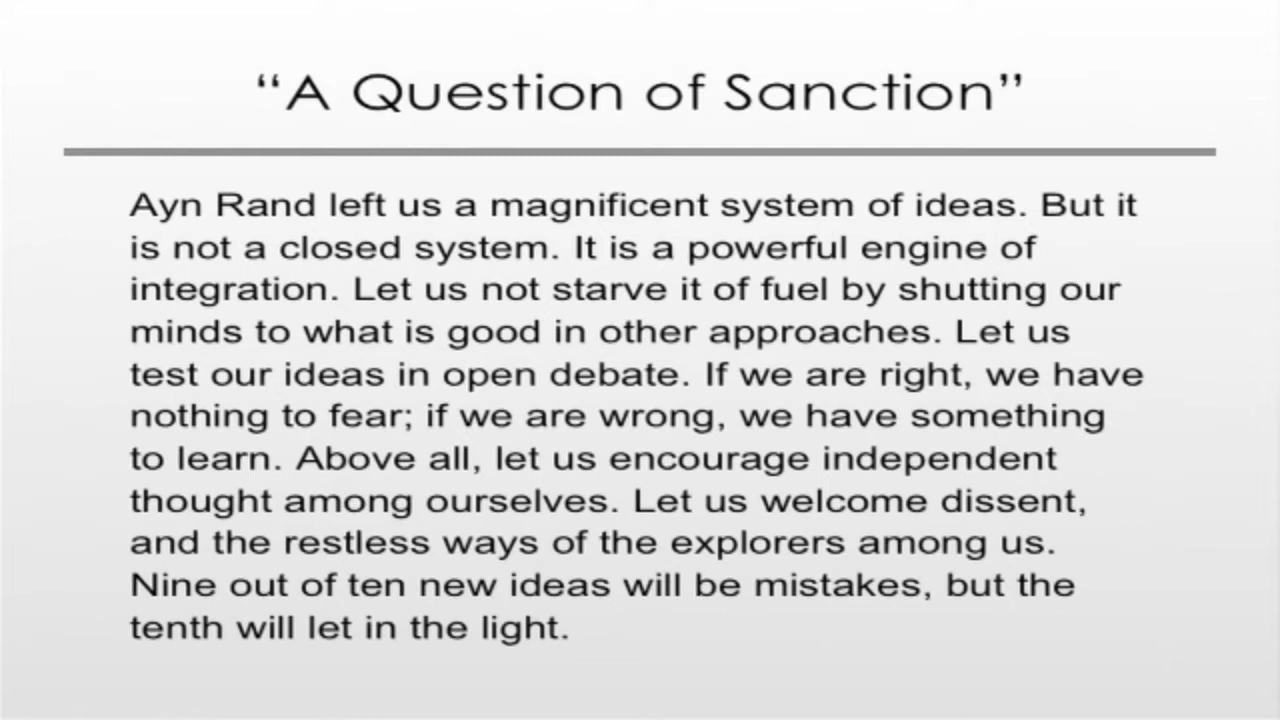 “A Question of Sanction”
Ayn Rand left us a magnificent system of ideas. But it
is not a closed system. It is a powerful engine of
integration. Let us not starve it of fuel by shutting our
minds to what is good in other approaches. Let us
test our ideas in open debate. If we are right, we have
nothing to fear; if we are wrong, we have something
to learn. Above all, let us encourage independent
thought among ourselves. Let us welcome dissent,
and the restless ways of the explorers among us.
Nine out of ten new ideas will be mistakes, but the
tenth will let in the light.